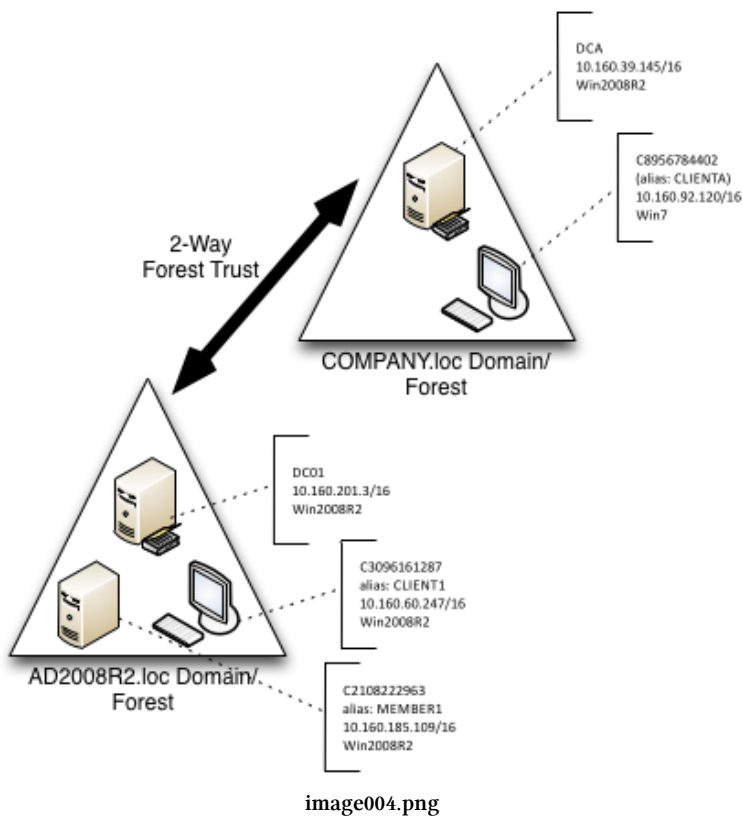 DCA
10.160.39.145/16
Win2008R2
C8956784402
(alias: CLIENTA)
10.160.92.120/16
Win7
2-Way
Forest Trust
COMPANY.loc Domain/
Forest
DC01
10.160.201.3/16
Win2008R2
C3096161287
alias: CLIENT1
10.160.60.247/16
Win2008R2
AD2008R2.loc Domain/
Forest
C2108222963
alias: MEMBER1
10.160.185.109/16
Win2008R2
image004.png